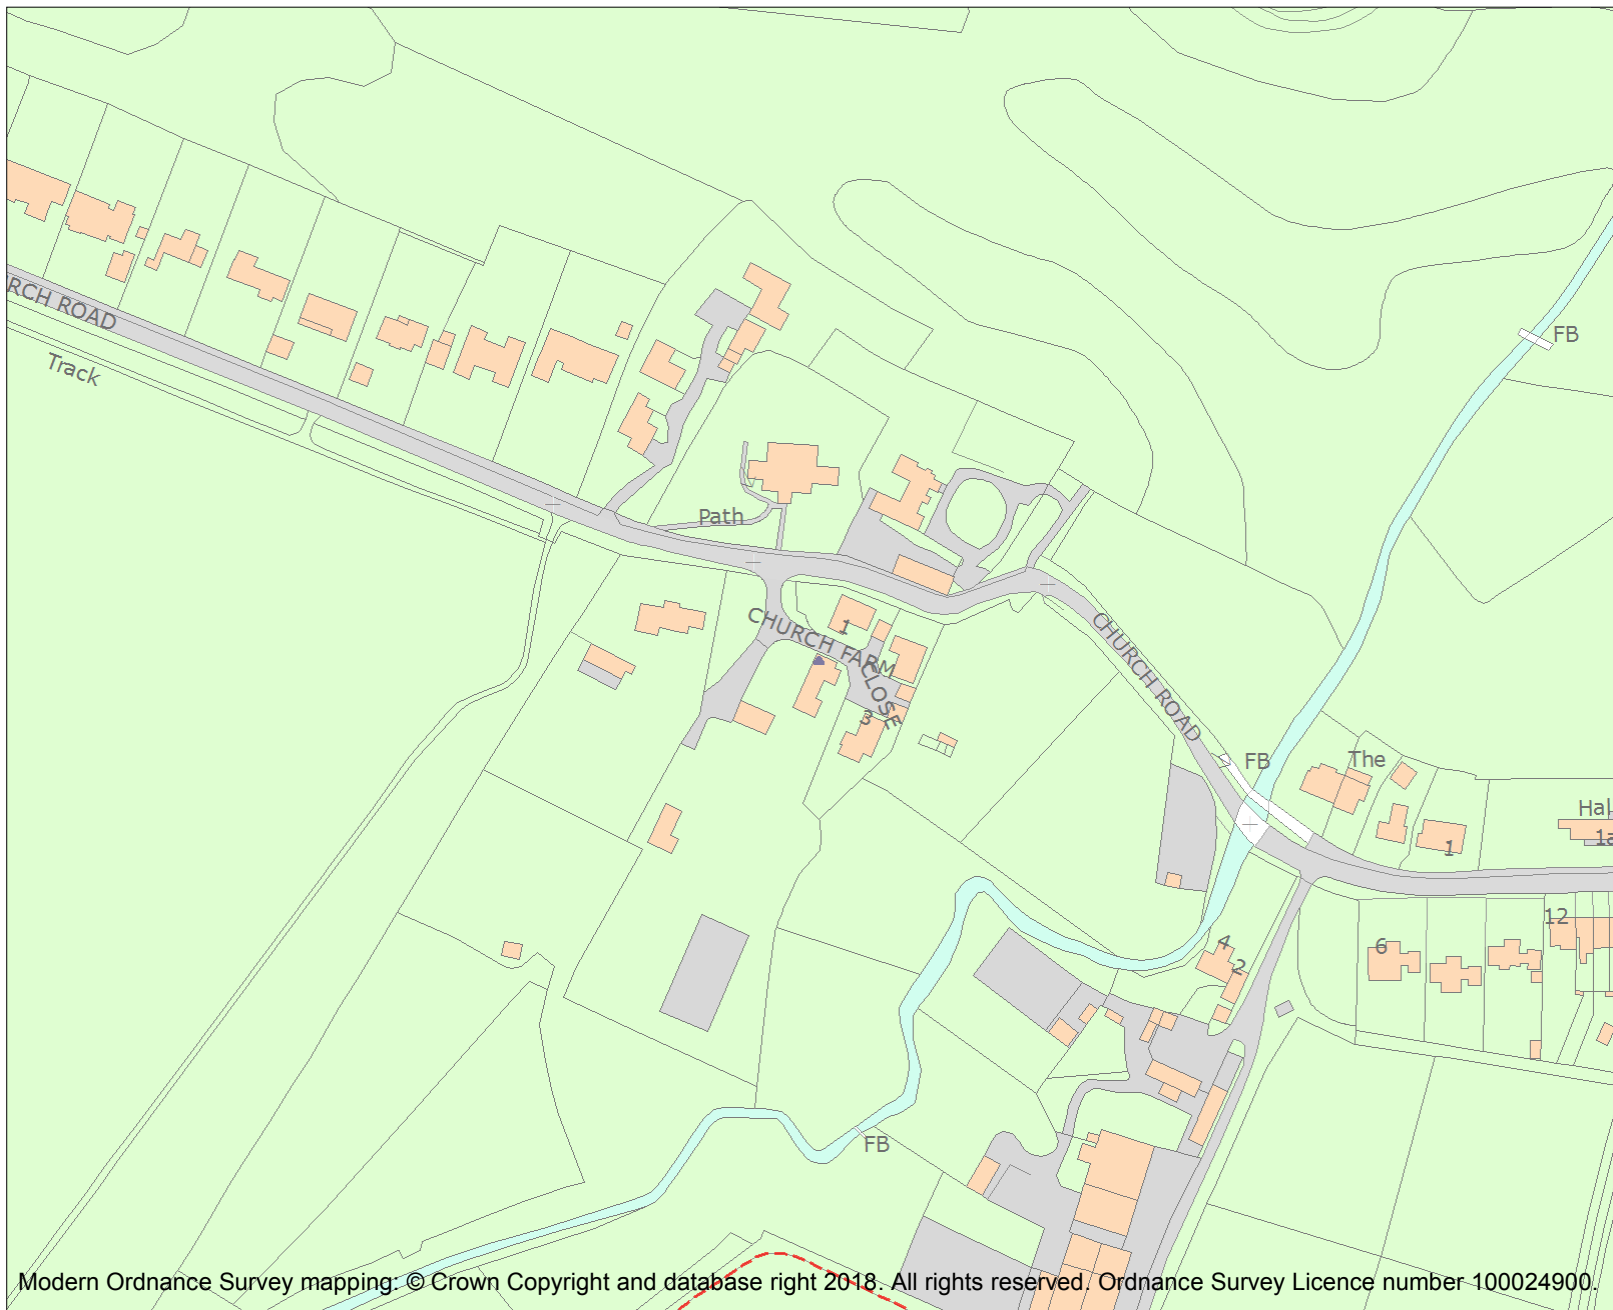 RCH ROAD
Track
FB
Path
CHURCH FARM
CLOSE
1
3
CHURCH ROAD
FB
The
Hal
1a
1
12
6
4
2
FB
Modern Ordnance Survey mapping: © Crown Copyright and database right 2018. All rights reserved. Ordnance Survey Licence number 100024900.